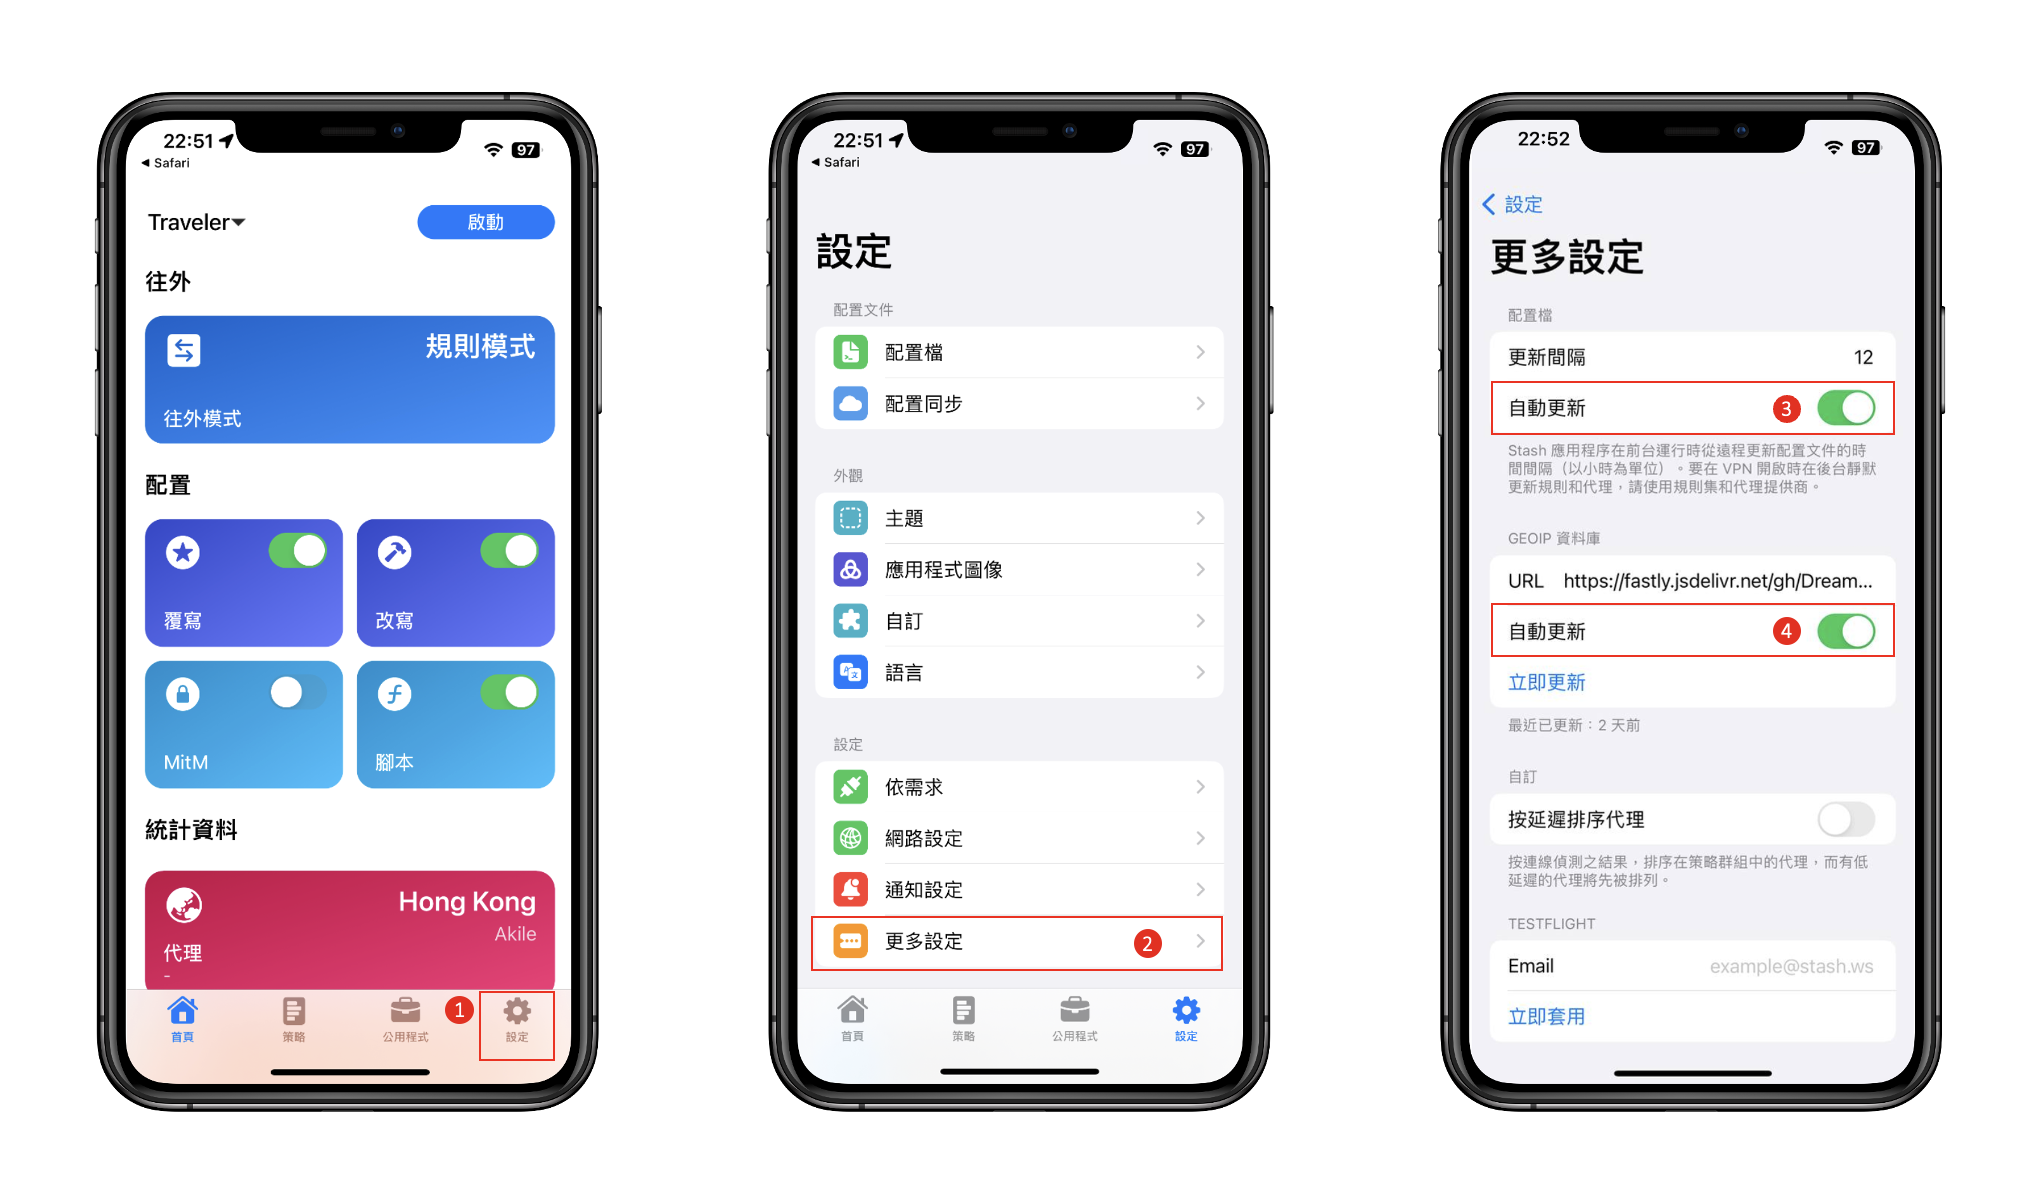 22:51
97
Safari
Traveler
啟動
往外
規則模式
往外模式
配置
覆寫
改寫
MitM
腳本
統計資料
Hong Kong
Akile
代理
-
1
首頁
策略
公用程式
設定
22:51
97
Safari
設定
配置文件
配置檔
配置同步
外觀
主題
應用程式圖像
自訂
語言
設定
依需求
網路設定
通知設定
更多設定
2
首頁
策略
公用程式
設定
22:52
97
設定
更多設定
配置檔
更新間隔 12
自動更新 3
Stash 應用程序在前台運行時從遠程更新配置文件的時
間間隔（以小時為單位）。要在 VPN 開啟時在後台靜默
更新規則和代理，請使用規則集和代理提供商。
GEOIP 資料庫
URL https://fastly.jsdelivr.net/gh/Dream...
自動更新 4
立即更新
最近已更新：2 天前
自訂
按延遲排序代理
按連線偵測之結果，排序在策略群組中的代理，而有低
延遲的代理將先被排列。
TESTFLIGHT
Email example@stash.ws
立即套用